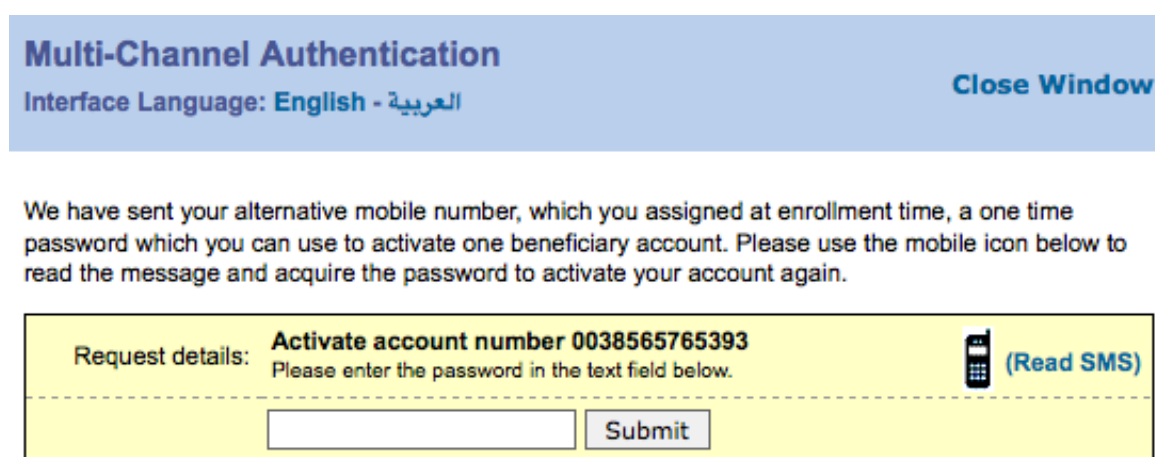 Multi-Channel Authentication
Interface Language: English - العربية
Close Window
We have sent your alternative mobile number, which you assigned at enrollment time, a one time
password which you can use to activate one beneficiary account. Please use the mobile icon below to
read the message and acquire the password to activate your account again.
Request details:
Activate account number 0038565765393
Please enter the password in the text field below.
(Read SMS)
Submit